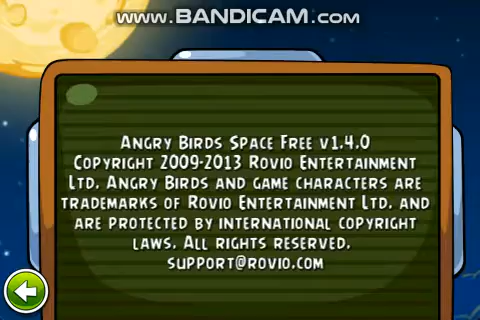 www.BANDICAM.com
Angry Birds Space Free v1.4.0
Copyright 2009-2013 Rovio Entertainment
Ltd. Angry Birds and game characters are
trademarks of Rovio Entertainment Ltd. and
are protected by international copyright
laws. All rights reserved.
support@rovio.com